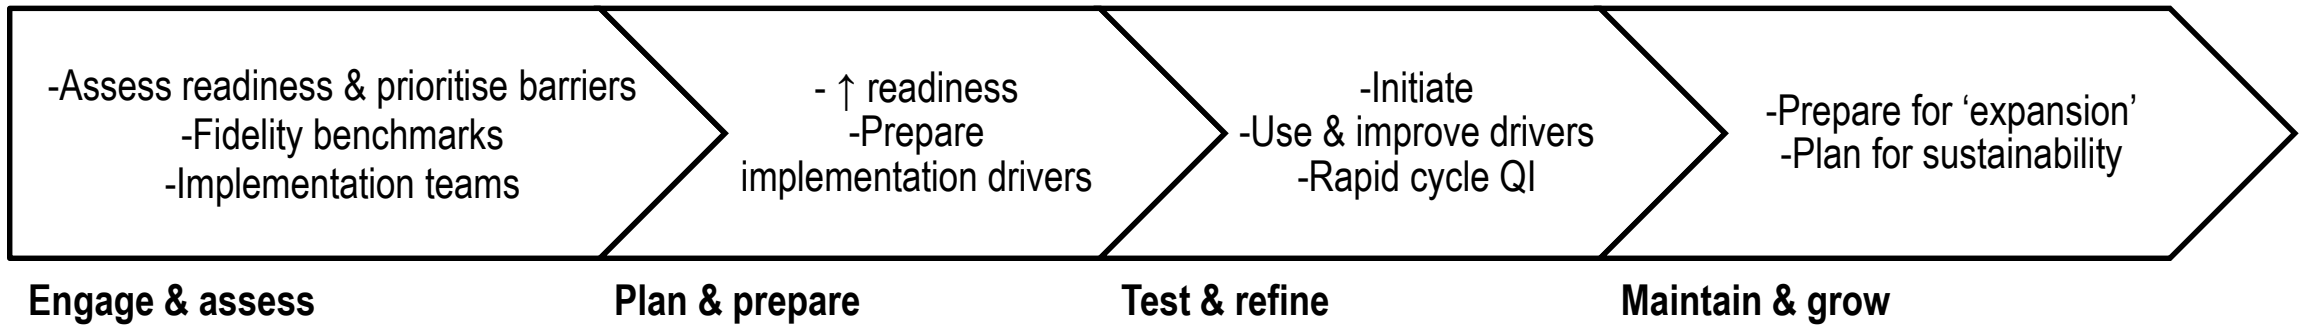 -Assess readiness & prioritise barriers
-Fidelity benchmarks
-Implementation teams
- ↑ readiness
-Prepare
implementation drivers
-Initiate
-Use & improve drivers
-Rapid cycle QI
-Prepare for ‘expansion’
-Plan for sustainability
Engage & assess
Plan & prepare
Test & refine
Maintain & grow